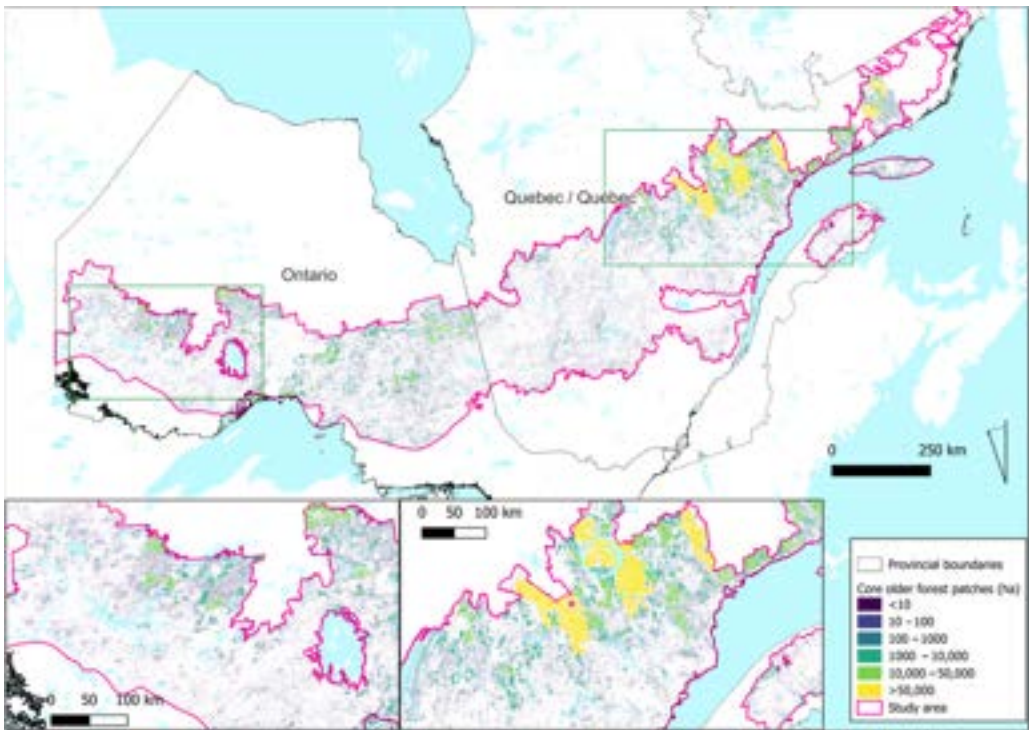 Ontario
Quebec / Québec
0 250 km
0 50 100 km
0 50 100 km
Provincial boundaries
Core older forest patches (ha)
<10
10 - 100
100 - 1000
1000 - 10,000
10,000 - 50,000
>50,000
Study area